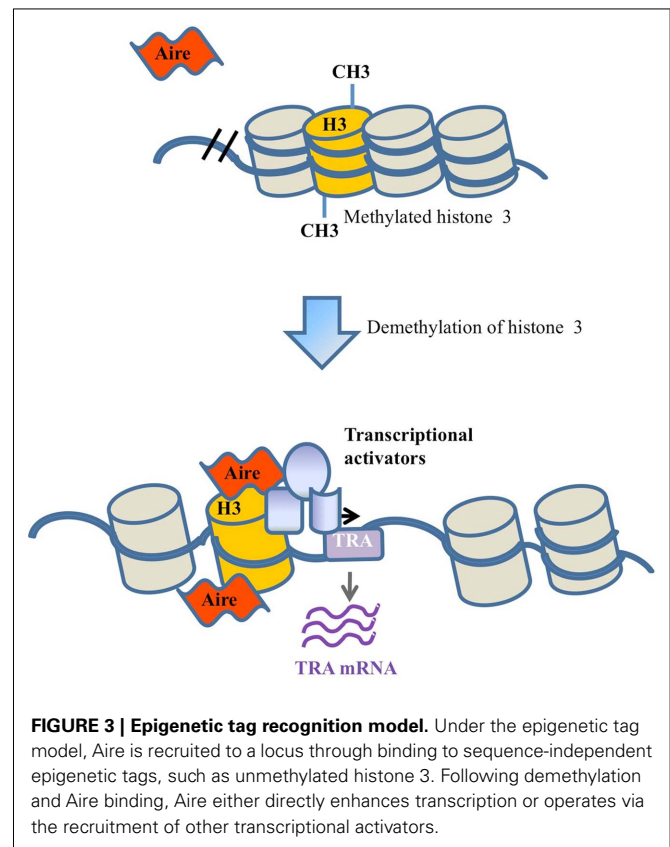 Aire
CH3
H3
Methylated histone 3
CH3
Demethylation of histone 3
Transcriptional
activators
Aire
H3
TRA
Aire
TRA mRNA
FIGURE 3 | Epigenetic tag recognition model. Under the epigenetic tag
model, Aire is recruited to a locus through binding to sequence-independent
epigenetic tags, such as unmethylated histone 3. Following demethylation
and Aire binding, Aire either directly enhances transcription or operates via
the recruitment of other transcriptional activators.